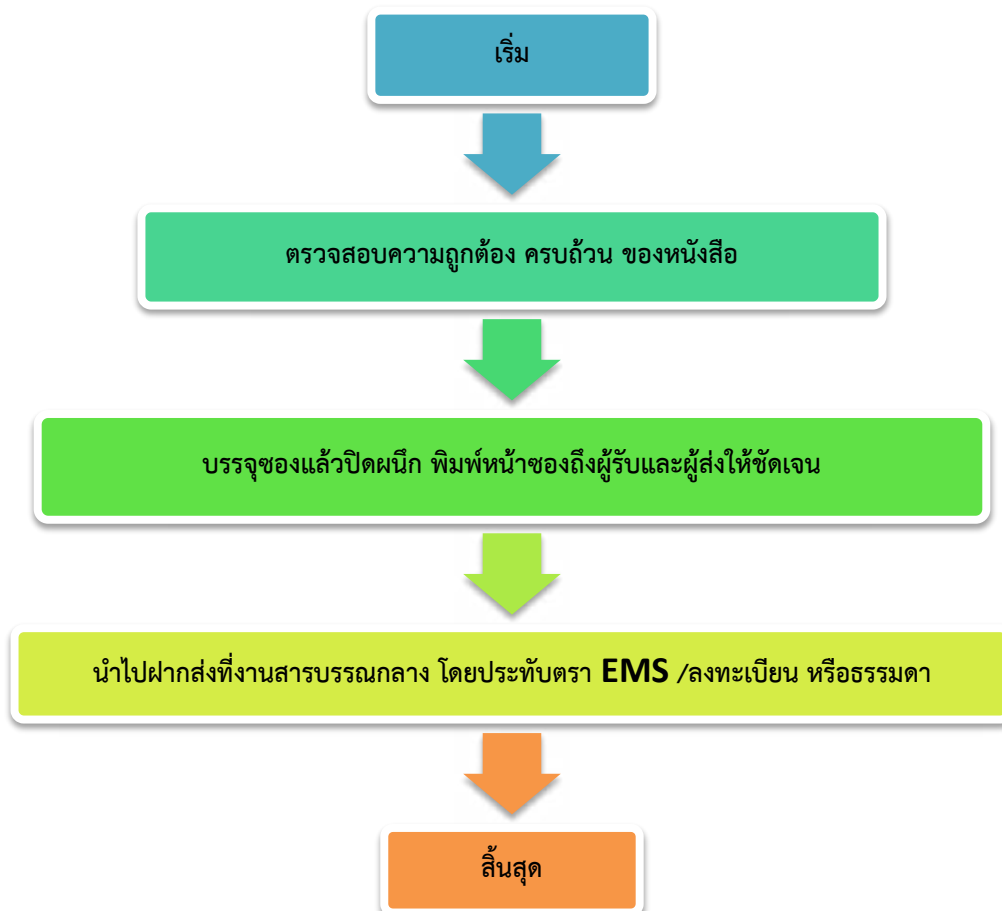 เริ่ม
ตรวจสอบความถูกต้อง ครบถ้วน ของหนังสือ
บรรจุซองแล้วปิดผนึก พิมพ์หน้าซองถึงผู้รับและผู้ส่งให้ชัดเจน
นำไปฝากส่งที่งานสารบรรณกลาง โดยประทับตรา EMS /ลงทะเบียน หรือธรรมดา
สิ้นสุด